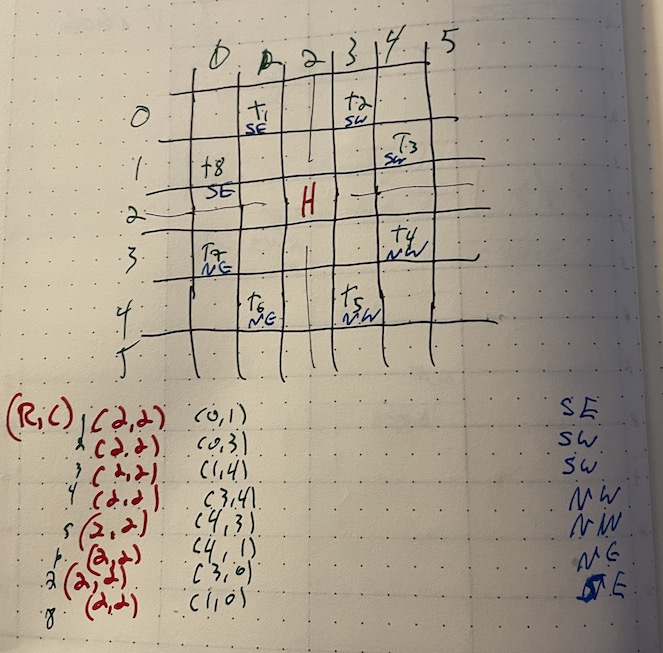 0 1 2 3 4 5
0 t1 SE t2 SW
1 t8 SE T3 SW
2 H
3 T7 NE t4 NW
4 t6 NE t5 NW
5
(R,C) 1 (2,2) (0,1) SE
2 (2,2) (0,3) SW
3 (2,2) (1,4) SW
4 (2,2) (3,4) NW
5 (2,2) (4,3) NW
(2,2) (4,1) NE
(2,2) (3,0) E
8 (2,2) (1,0)